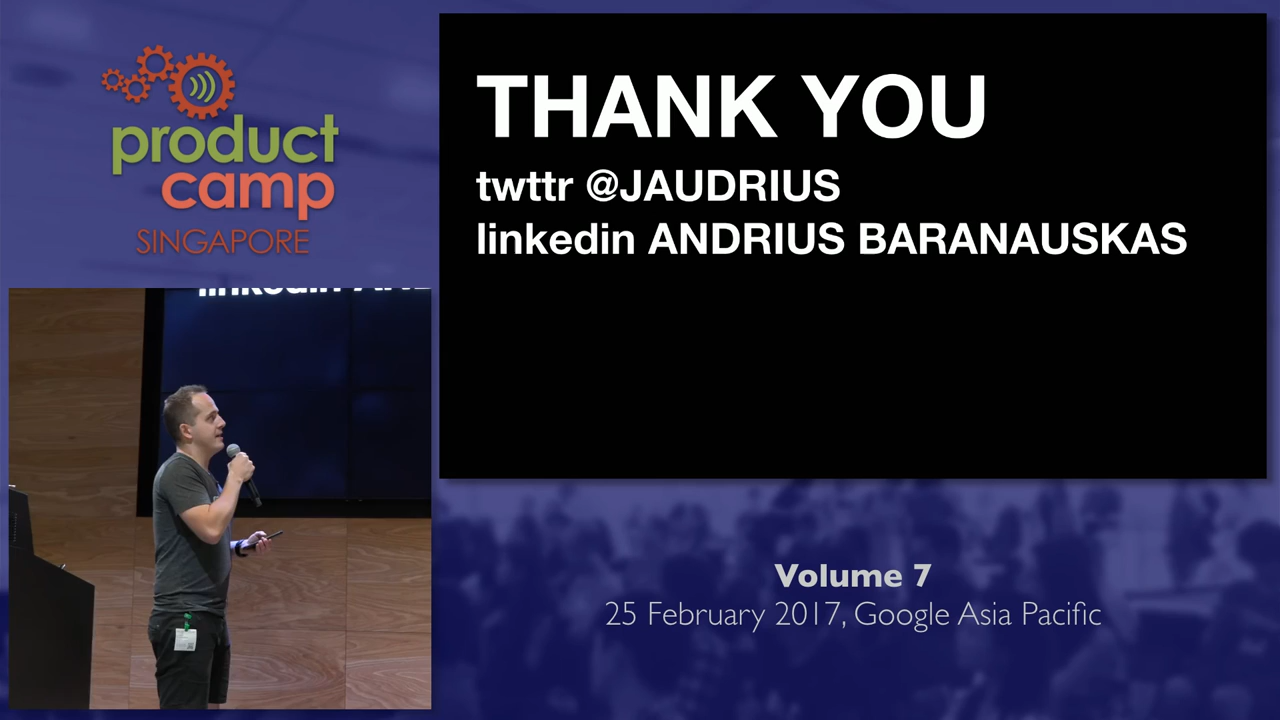 product
camp
SINGAPORE
THANK YOU
twttr @JAUDRIUS
linkedin ANDRIUS BARANAUSKAS
Volume 7
25 February 2017, Google Asia Pacific